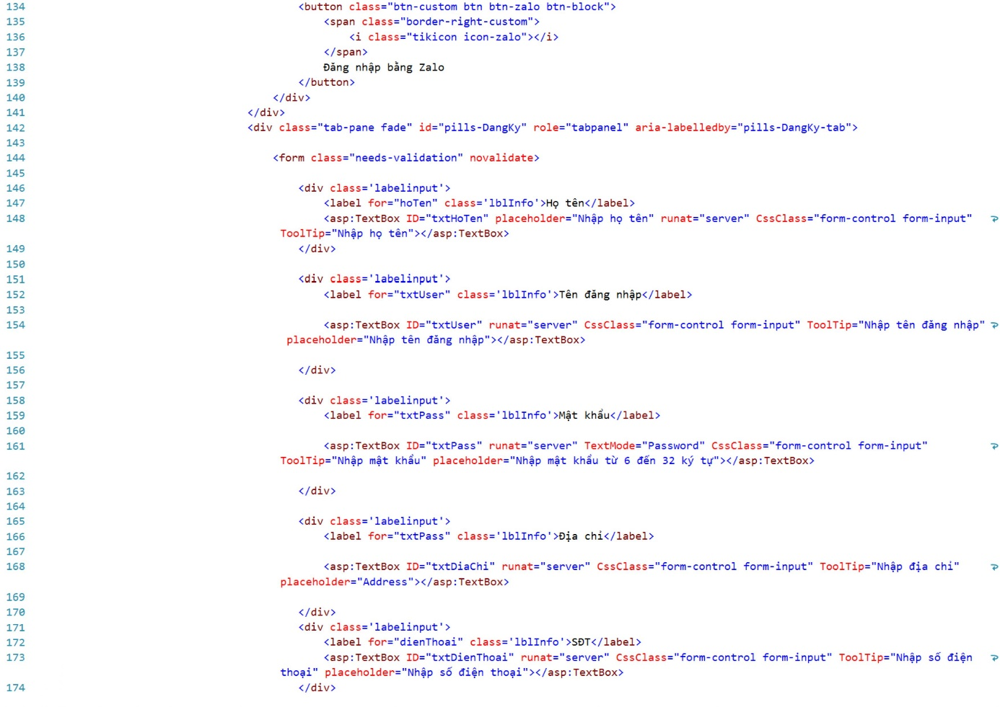 134 <button class="btn-custom btn btn-zalo btn-block">
135 <span class="border-right-custom">
136 <i class="tikicon icon-zalo"></i>
137 </span>
138 Đăng nhập bằng Zalo
139 </button>
140 </div>
141 </div>
142 <div class="tab-pane fade" id="pills-DangKy" role="tabpanel" aria-labelledby="pills-DangKy-tab">
143
144 <form class="needs-validation" novalidate>
145
146 <div class='labelinput'>
147 <label for="hoTen" class='lblInfo'>Họ tên</label>
148 <asp:TextBox ID="txtHoTen" placeholder="Nhập họ tên" runat="server" CssClass="form-control form-input"
ToolTip="Nhập họ tên"></asp:TextBox>
149 </div>
150
151 <div class='labelinput'>
152 <label for="txtUser" class='lblInfo'>Tên đăng nhập</label>
153
154 <asp:TextBox ID="txtUser" runat="server" CssClass="form-control form-input" ToolTip="Nhập tên đăng nhập"
placeholder="Nhập tên đăng nhập"></asp:TextBox>
155
156 </div>
157
158 <div class='labelinput'>
159 <label for="txtPass" class='lblInfo'>Mật khẩu</label>
160
161 <asp:TextBox ID="txtPass" runat="server" TextMode="Password" CssClass="form-control form-input"
ToolTip="Nhập mật khẩu" placeholder="Nhập mật khẩu từ 6 đến 32 ký tự"></asp:TextBox>
162
163 </div>
164
165 <div class='labelinput'>
166 <label for="txtPass" class='lblInfo'>Địa chỉ</label>
167
168 <asp:TextBox ID="txtDiaChi" runat="server" CssClass="form-control form-input" ToolTip="Nhập địa chỉ"
placeholder="Address"></asp:TextBox>
169
170 </div>
171 <div class='labelinput'>
172 <label for="dienThoai" class='lblInfo'>SĐT</label>
173 <asp:TextBox ID="txtDienThoai" runat="server" CssClass="form-control form-input" ToolTip="Nhập số điện
thoại" placeholder="Nhập số điện thoại"></asp:TextBox>
174 </div>